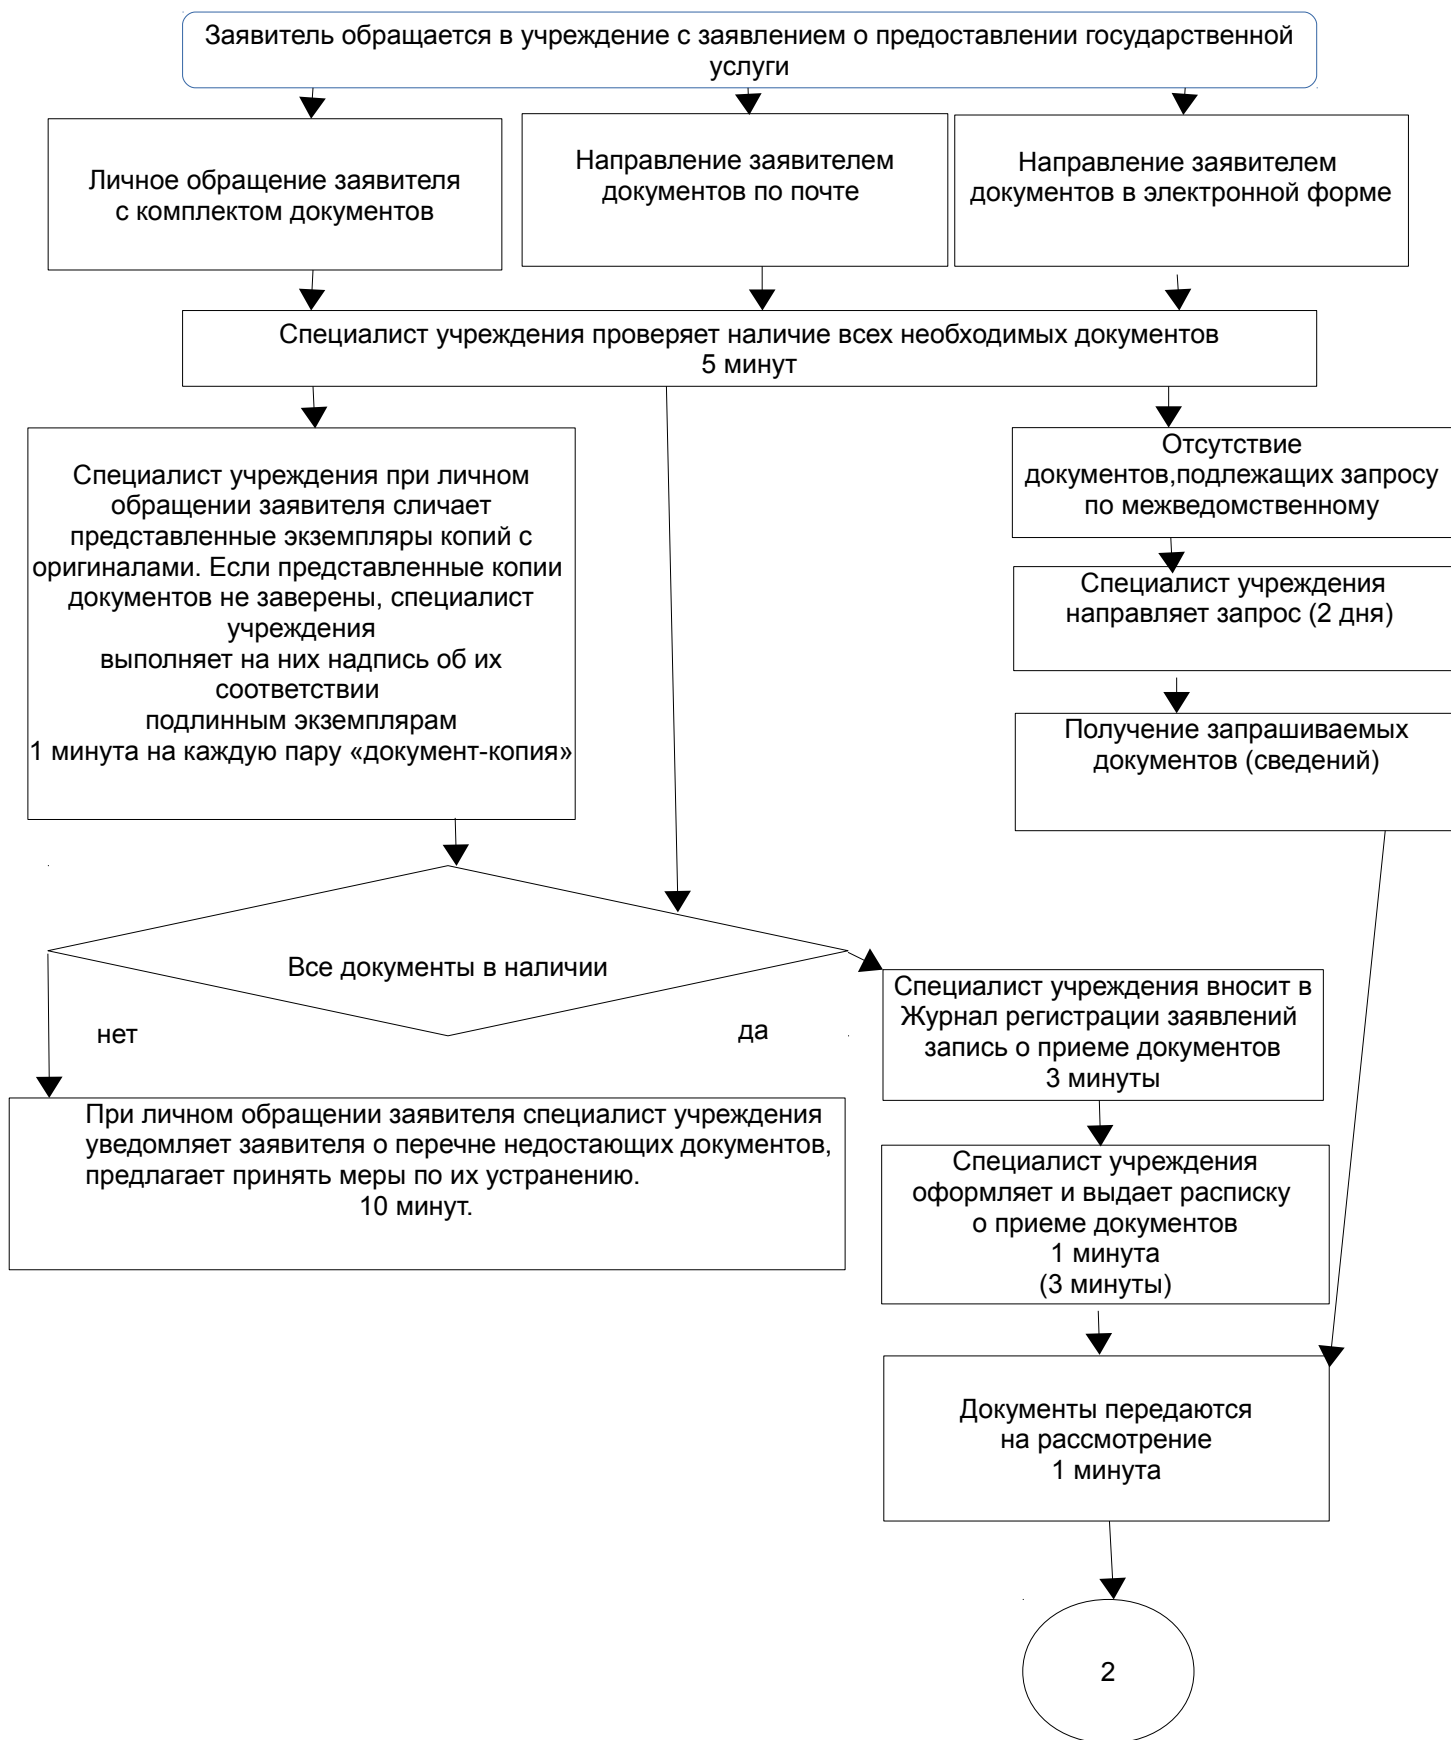 Заявитель обращается в учреждение с заявлением о предоставлении государственной
услуги
Личное обращение заявителя
с комплектом документов
Направление заявителем
документов по почте
Направление заявителем
документов в электронной форме
Специалист учреждения проверяет наличие всех необходимых документов
5 минут
Специалист учреждения при личном
обращении заявителя сличает
представленные экземпляры копий с
оригиналами. Если представленные копии
документов не заверены, специалист
учреждения
выполняет на них надпись об их
соответствии
подлинным экземплярам
1 минута на каждую пару «документ-копия»
Отсутствие
документов,подлежащих запросу
по межведомственному
Специалист учреждения
направляет запрос (2 дня)
Получение запрашиваемых
документов (сведений)
Все документы в наличии
нет
да
Специалист учреждения вносит в
Журнал регистрации заявлений
запись о приеме документов
3 минуты
При личном обращении заявителя специалист учреждения
уведомляет заявителя о перечне недостающих документов,
предлагает принять меры по их устранению.
10 минут.
Специалист учреждения
оформляет и выдает расписку
о приеме документов
1 минута
(3 минуты)
Документы передаются
на рассмотрение
1 минута
2